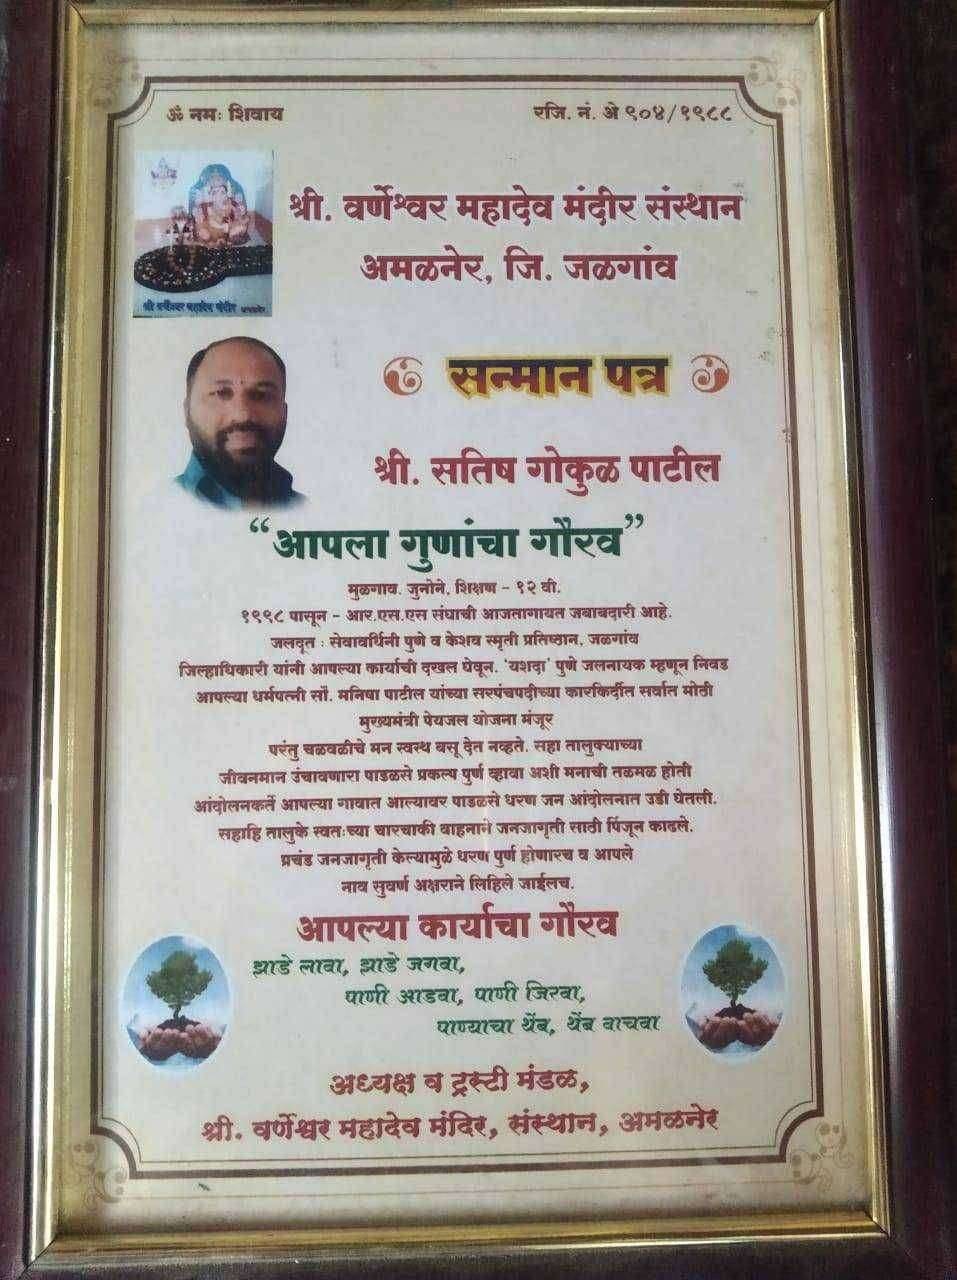 ॐ नमः शिवाय
रजि. नं. अे ९०४/१९८८
श्री. वर्णेश्वर महादेव मंदीर संस्थान
अमळनेर, जि. जळगांव
श्री वर्णेश्वर महादेव मंदीर अमळनेर
सन्मान पत्र
श्री. सतिष गोकुळ पाटील
“आपला गुणांचा गौरव”
मुळगाव. जुनोने, शिक्षण - १२ वी.
१९९८ पासून - आर.एस.एस संघाची आजतागायत जबाबदारी आहे.
जलदूत : सेवावर्धिनी पुणे व केशव स्मृती प्रतिष्ठान, जळगांव
जिल्हाधिकारी यांनी आपल्या कार्याची दखल घेवून. ‘यशदा’ पुणे जलनायक म्हणून निवड
आपल्या धर्मपत्नी सौ. मनिषा पाटील यांच्या सरपंचपदीच्या कारकिर्दीत सर्वात मोठी
मुख्यमंत्री पेयजल योजना मंजूर
परंतु चळवळीचे मन स्वस्थ बसू देत नव्हते. सहा तालुक्याच्या
जीवनमान उंचावणारा पाडळसे प्रकल्प पुर्ण व्हावा अशी मनाची तळमळ होती
आंदोलनकर्ते आपल्या गावात आल्यावर पाडळसे धरण जन आंदोलनात उडी घेतली.
सहाहि तालुके स्वतःच्या चारचाकी वाहनाने जनजागृती साठी पिंजून काढले.
प्रचंड जनजागृती केल्यामुळे धरण पुर्ण होणारच व आपले
नाव सुवर्ण अक्षराने लिहिले जाईलच.
आपल्या कार्याचा गौरव
झाडे लावा, झाडे जगवा,
पाणी आडवा, पाणी जिरवा,
पाण्याचा थेंब, थेंब वाचवा
अध्यक्ष व ट्रस्टी मंडळ,
श्री. वर्णेश्वर महादेव मंदिर, संस्थान, अमळनेर